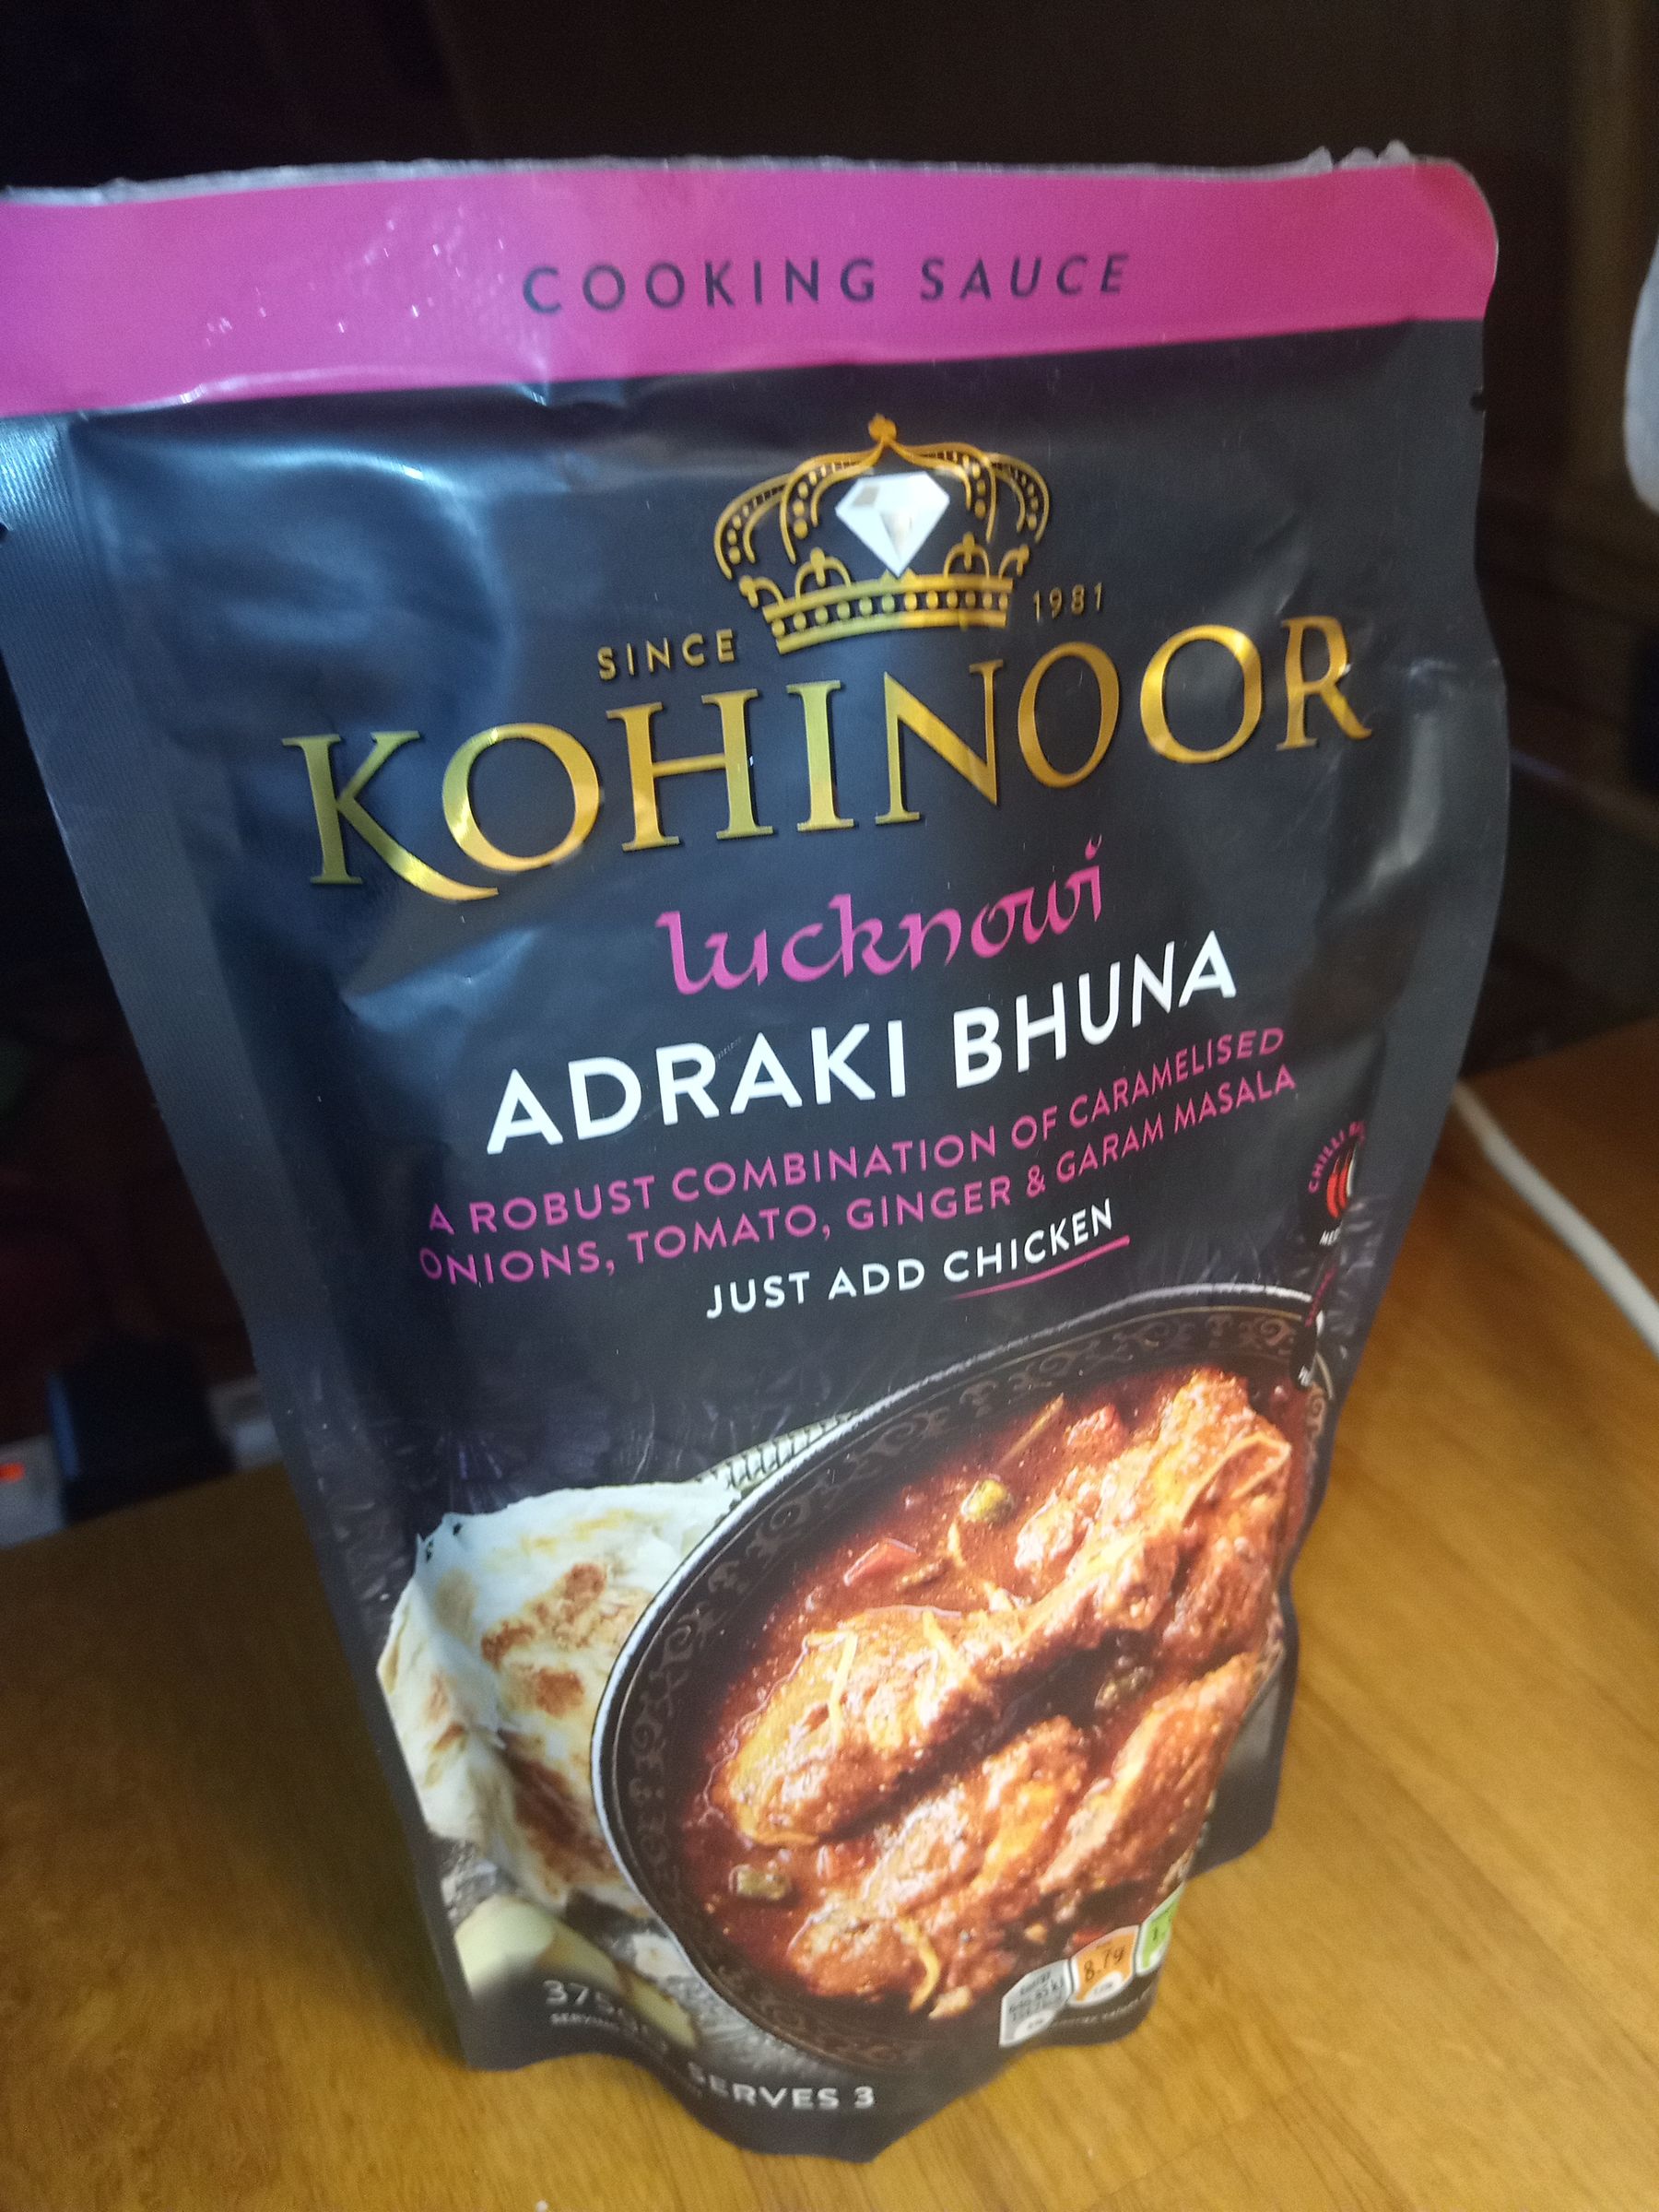 COOKING SAUCE
SINCE 1981
KOHINOOR
lucknowi
ADRAKI BHUNA
A ROBUST COMBINATION OF CARAMELISED
ONIONS, TOMATO, GINGER & GARAM MASALA
JUST ADD CHICKEN
CHILLI
8.7g
SERVES 3